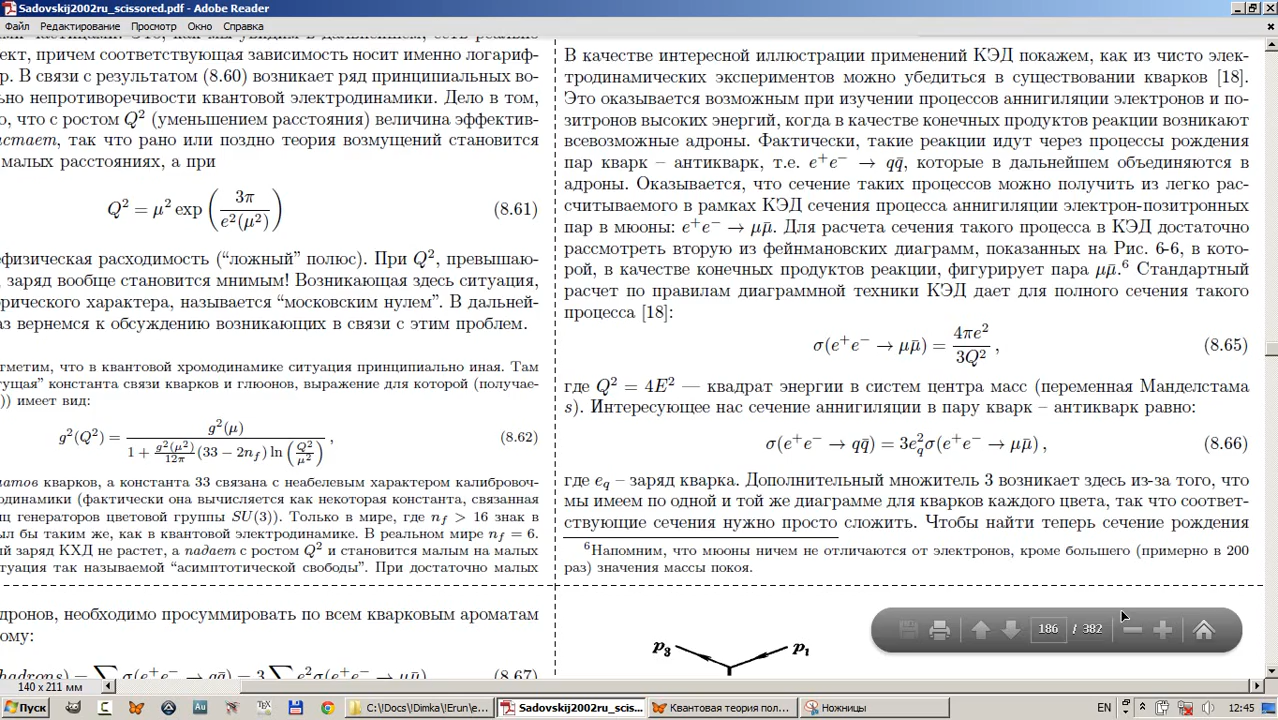 Sadovskij2002ru_scissored.pdf - Adobe Reader
Файл Редактирование Просмотр Окно Справка
ект, причем соответствующая зависимость носит именно логариф-
р. В связи с результатом (8.60) возникает ряд принципиальных во-
ьно непротиворечивости квантовой электродинамики. Дело в том,
о, что с ростом Q² (уменьшением расстояния) величина эффектив-
астает, так что рано или поздно теория возмущений становится
малых расстояниях, а при
Q² = μ² exp ( 3π / e²(μ²) ) (8.61)
ефизическая расходимость (“ложный” полюс). При Q², превышаю-
, заряд вообще становится мнимым! Возникающая здесь ситуация,
орического характера, называется “московским нулем”. В дальней-
аз вернемся к обсуждению возникающих в связи с этим проблем.
тметим, что в квантовой хромодинамике ситуация принципиально иная. Там
гущая” константа связи кварков и глюонов, выражение для которой (получае-
)) имеет вид:
g²(Q²) = g²(μ) / 1 + g²(μ²)/12π (33 − 2n_f) ln ( Q²/μ² ) , (8.62)
матов кварков, а константа 33 связана с неабелевым характером калибровоч-
одинамики (фактически она вычисляется как некоторая константа, связанная
ц генераторов цветовой группы SU(3)). Только в мире, где n_f > 16 знак в
ыл бы таким же, как в квантовой электродинамике. В реальном мире n_f = 6.
й заряд КХД не растет, а падает с ростом Q² и становится малым на малых
туация так называемой “асимптотической свободы”. При достаточно малых
дронов, необходимо просуммировать по всем кварковым ароматам
ому:
hadrons) = ∑ σ(e⁺e⁻ → qq̄) = 3 ∑ e²σ(e⁺e⁻ → μμ̄) (8.67)
В качестве интересной иллюстрации применений КЭД покажем, как из чисто элек-
тродинамических экспериментов можно убедиться в существовании кварков [18].
Это оказывается возможным при изучении процессов аннигиляции электронов и по-
зитронов высоких энергий, когда в качестве конечных продуктов реакции возникают
всевозможные адроны. Фактически, такие реакции идут через процессы рождения
пар кварк – антикварк, т.е. e⁺e⁻ → qq̄, которые в дальнейшем объединяются в
адроны. Оказывается, что сечение таких процессов можно получить из легко рас-
считываемого в рамках КЭД сечения процесса аннигиляции электрон-позитронных
пар в мюоны: e⁺e⁻ → μμ̄. Для расчета сечения такого процесса в КЭД достаточно
рассмотреть вторую из фейнмановских диаграмм, показанных на Рис. 6-6, в кото-
рой, в качестве конечных продуктов реакции, фигурирует пара μμ̄.⁶ Стандартный
расчет по правилам диаграммной техники КЭД дает для полного сечения такого
процесса [18]:
σ(e⁺e⁻ → μμ̄) = 4πe² / 3Q² , (8.65)
где Q² = 4E² — квадрат энергии в систем центра масс (переменная Манделстама
s). Интересующее нас сечение аннигиляции в пару кварк – антикварк равно:
σ(e⁺e⁻ → qq̄) = 3e_q²σ(e⁺e⁻ → μμ̄) , (8.66)
где e_q – заряд кварка. Дополнительный множитель 3 возникает здесь из-за того, что
мы имеем по одной и той же диаграмме для кварков каждого цвета, так что соответ-
ствующие сечения нужно просто сложить. Чтобы найти теперь сечение рождения
⁶Напомним, что мюоны ничем не отличаются от электронов, кроме большего (примерно в 200
раз) значения массы покоя.
p₃ p₁
186 / 382
140 x 211 мм
Пуск C:\Docs\Dimka\IErun\e... Sadovskij2002ru_scis... Квантовая теория пол... Ножницы EN 12:45